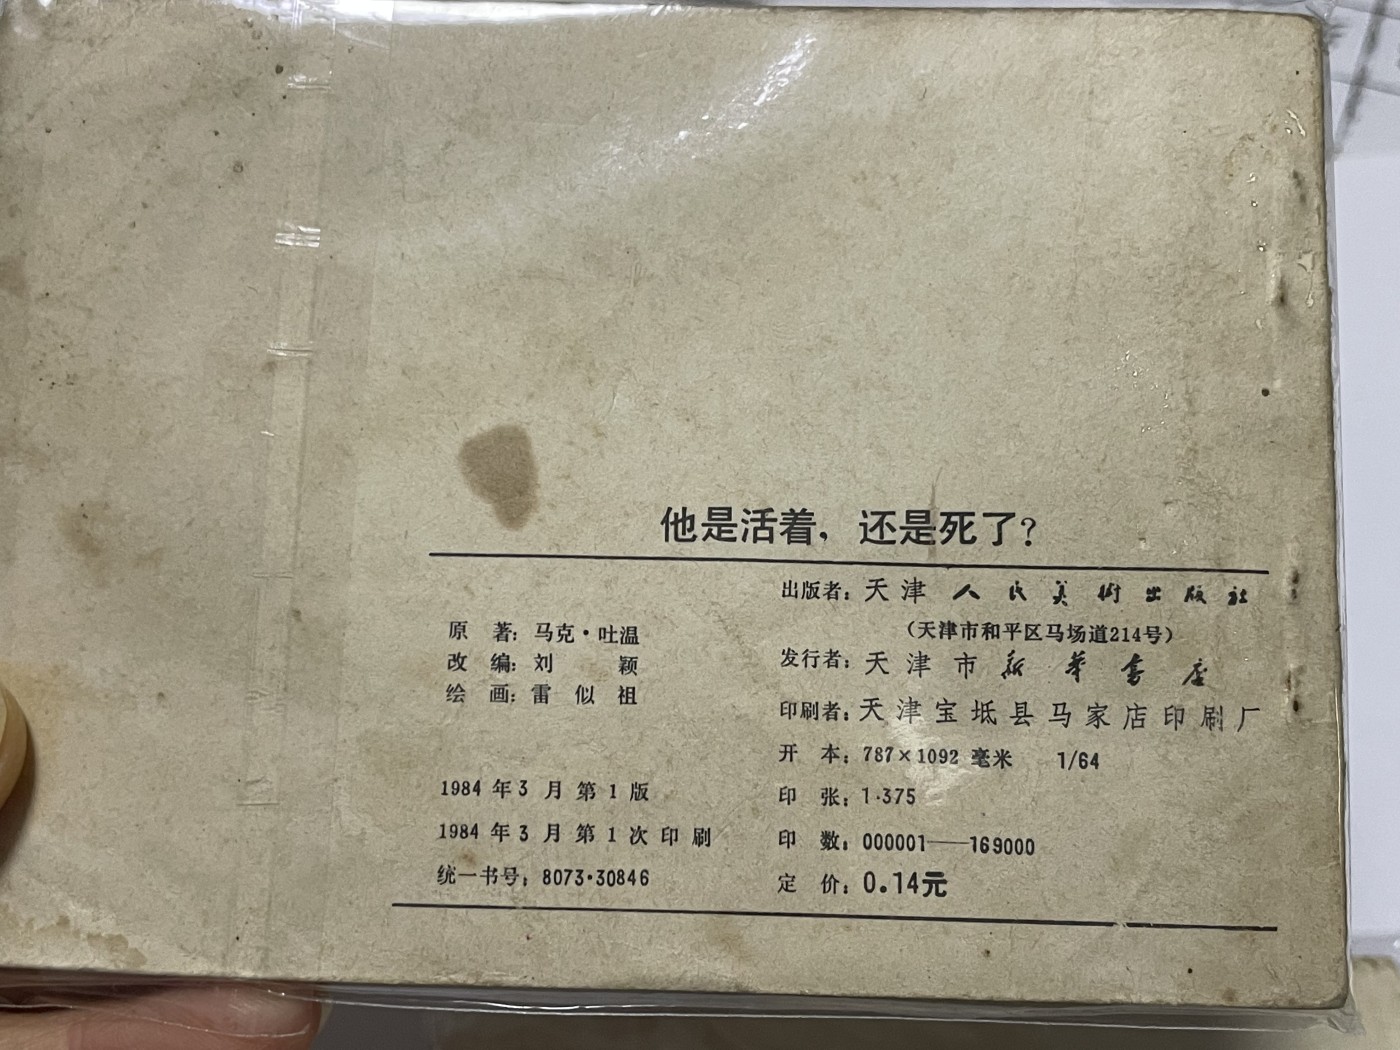 他是活着，还是死了？
原　著：马克·吐温
改　编：刘　　颖
绘　画：雷　似　祖
1984 年 3 月 第 1 版
1984 年 3 月 第 1 次 印 刷
统一书号：8073·30846
出版者：天津人民美術出版社
（天津市和平区马场道214号）
发行者：天津市新华書店
印刷者：天津宝坻县马家店印刷厂
开　本：787×1092 毫米　1/64
印　张：1·375
印　数：000001——169000
定　价：0.14元